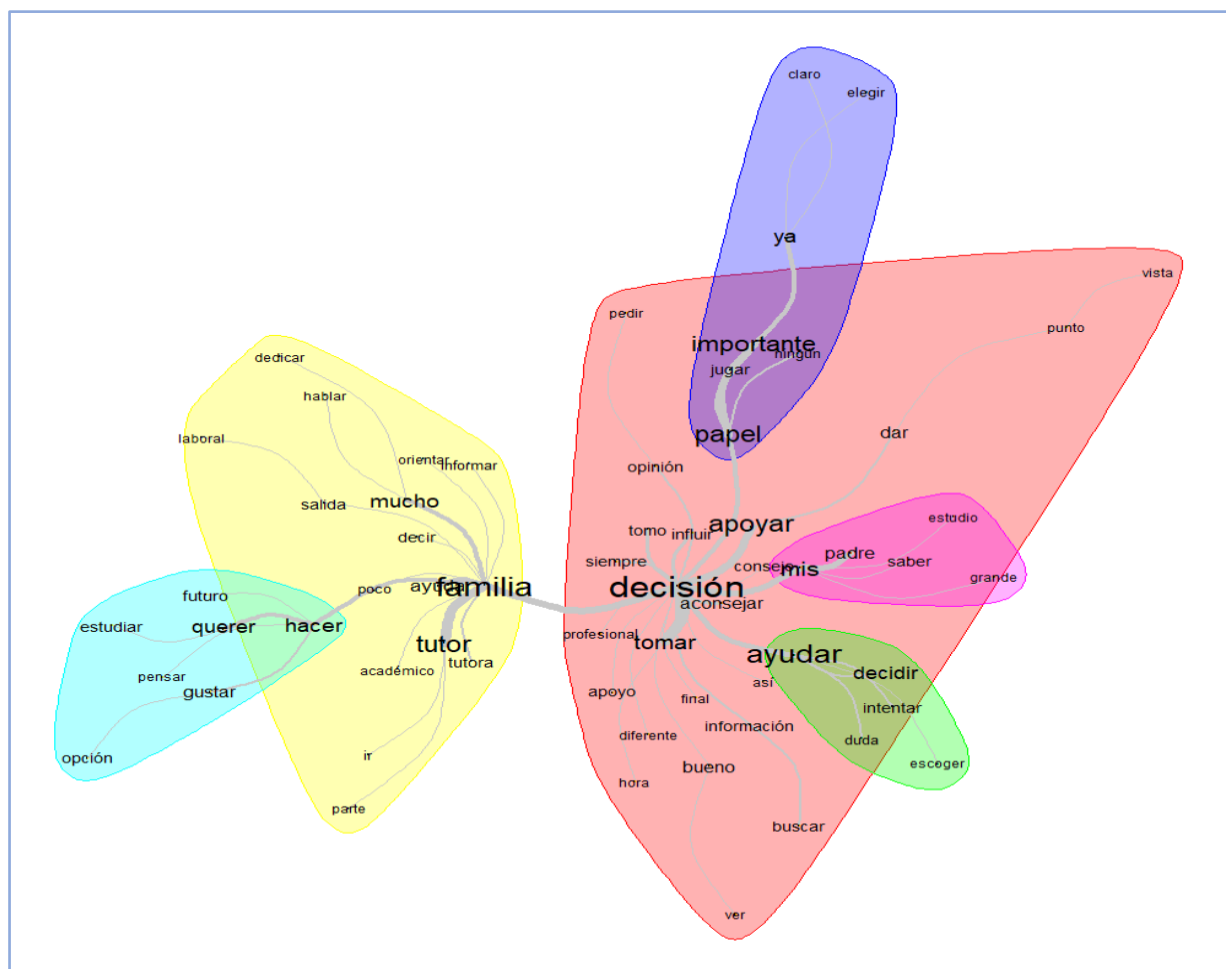 claro
elegir
ya
vista
pedir
punto
importante
ningún
dedicar
jugar
hablar
papel
dar
laboral
orientar
informar
opinión
mucho
salida
estudio
apoyar
tomo
influir
decir
padre
siempre
consejo
mis
saber
grande
familia
decisión
ayuda
poco
futuro
aconsejar
estudiar
querer
hacer
profesional
tutor
tomar
ayudar
tutora
académico
decidir
pensar
así
gustar
apoyo
final
intentar
información
diferente
duda
ir
opción
bueno
escoger
hora
parte
buscar
ver